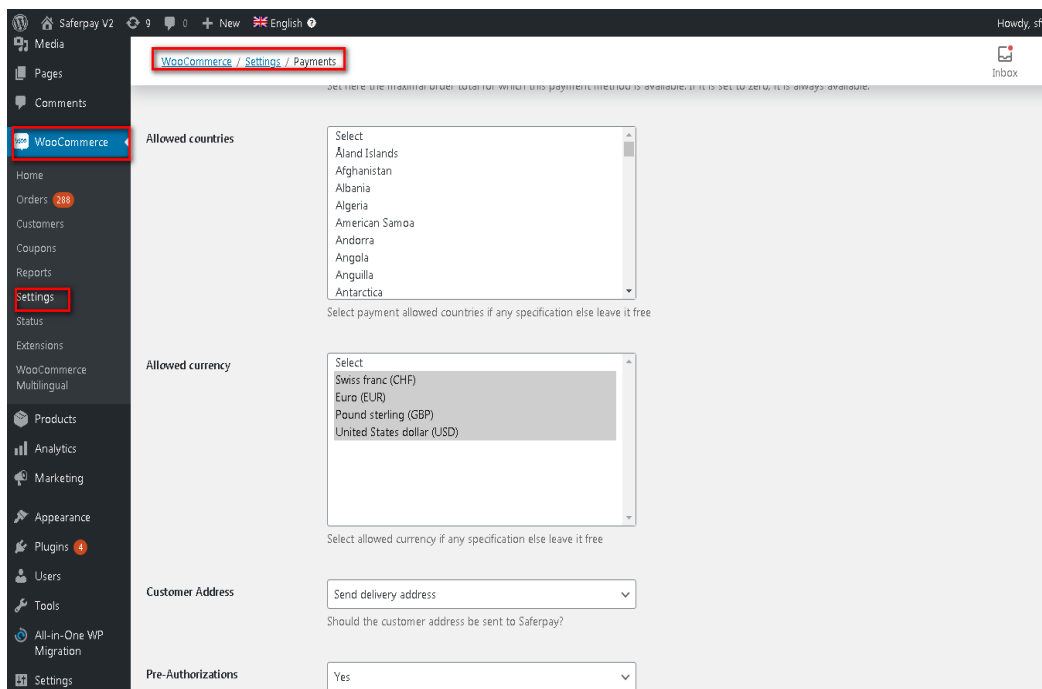 Saferpay V2 9 0 New English Howdy, sf
Media
Pages
Comments
WooCommerce
Home
Orders 288
Customers
Coupons
Reports
Settings
Status
Extensions
WooCommerce
Multilingual
Products
Analytics
Marketing
Appearance
Plugins 4
Users
Tools
All-in-One WP
Migration
Settings
WooCommerce / Settings / Payments
Inbox
Set here the maximal order total for which this payment method is available. If it is set to zero, it is always available.
Allowed countries
Select
Åland Islands
Afghanistan
Albania
Algeria
American Samoa
Andorra
Angola
Anguilla
Antarctica
Select payment allowed countries if any specification else leave it free
Allowed currency
Select
Swiss franc (CHF)
Euro (EUR)
Pound sterling (GBP)
United States dollar (USD)
Select allowed currency if any specification else leave it free
Customer Address
Send delivery address
Should the customer address be sent to Saferpay?
Pre-Authorizations
Yes